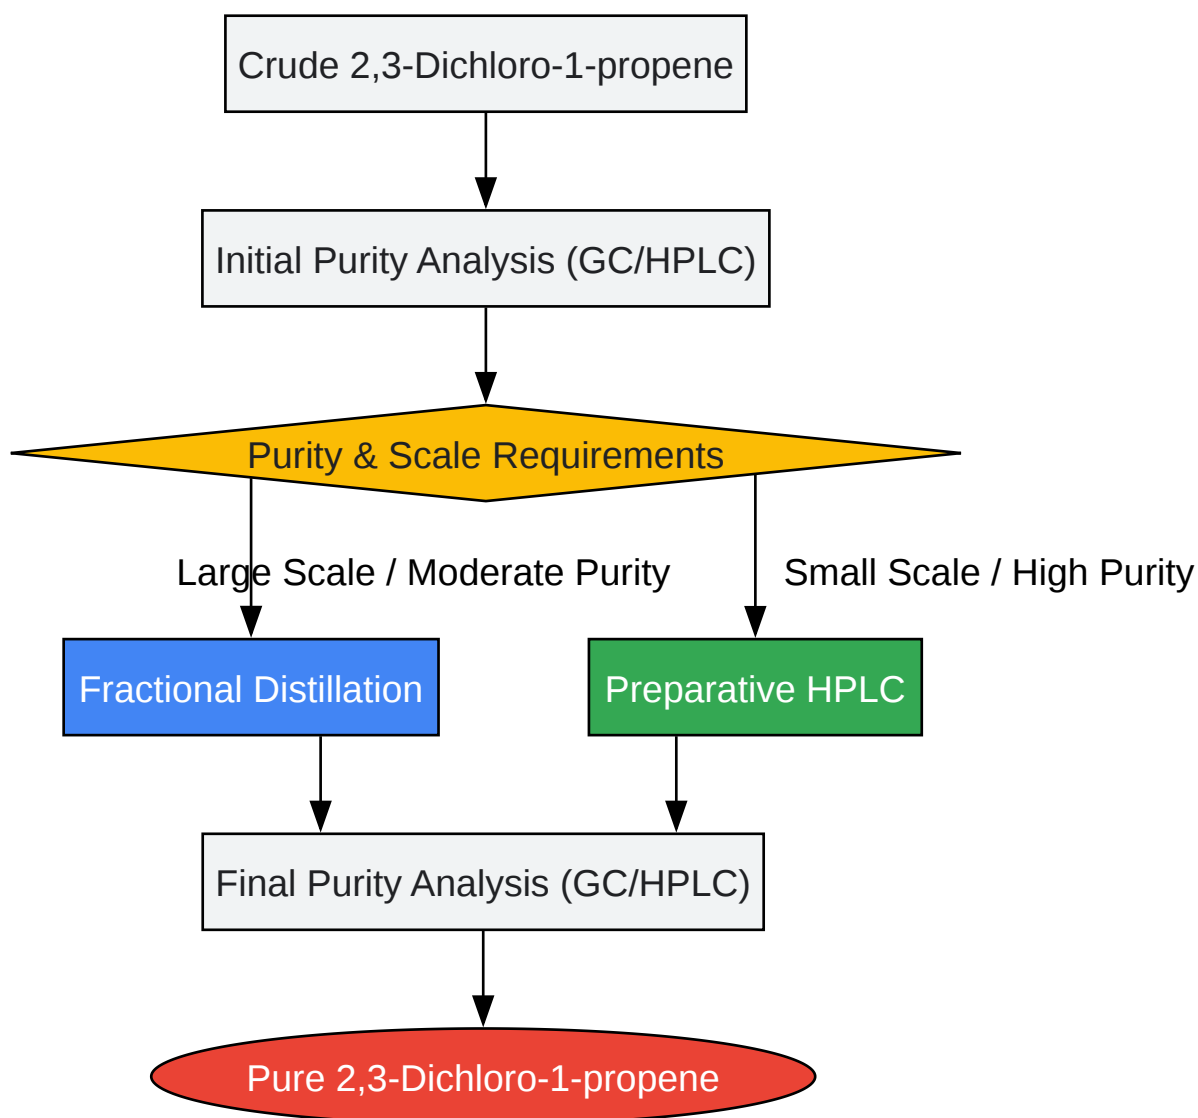 Crude 2,3-Dichloro-1-propene
Initial Purity Analysis (GC/HPLC)
Purity & Scale Requirements
Large Scale / Moderate Purity
Small Scale / High Purity
Fractional Distillation
Preparative HPLC
Final Purity Analysis (GC/HPLC)
Pure 2,3-Dichloro-1-propene